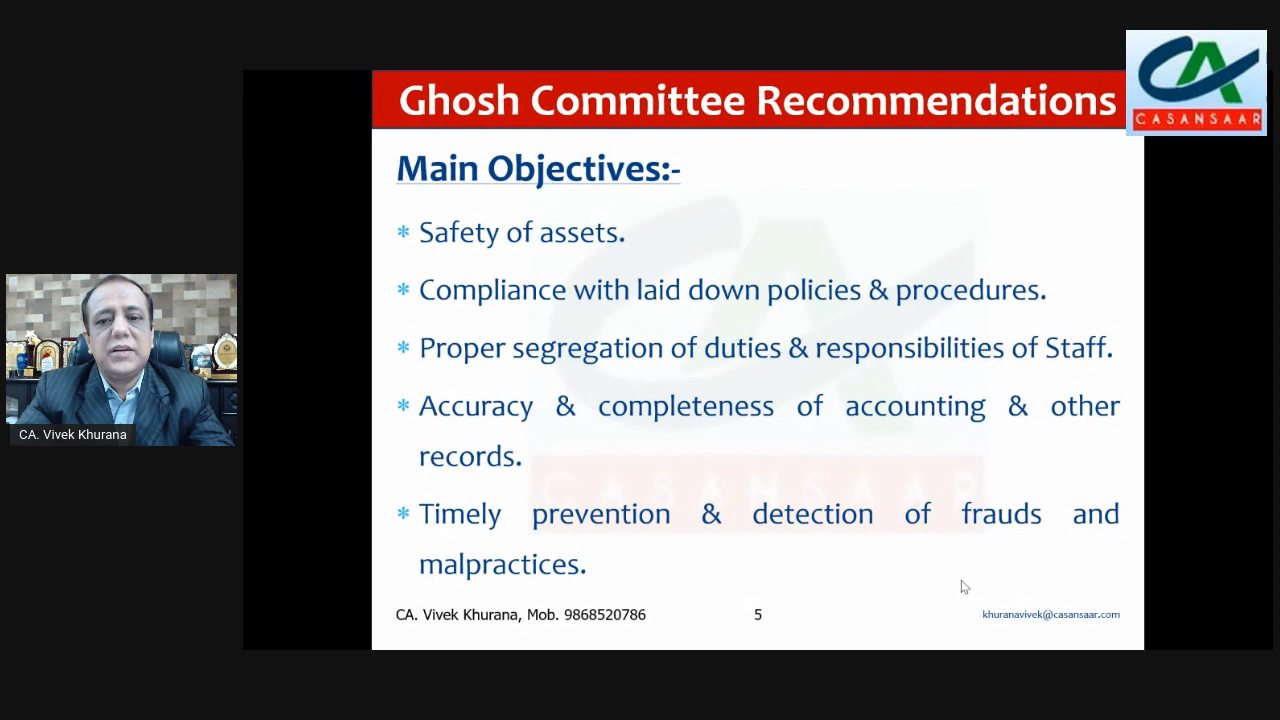 Ghosh Committee Recommendations
CASANSAAR
Main Objectives:-
* Safety of assets.
* Compliance with laid down policies & procedures.
* Proper segregation of duties & responsibilities of Staff.
* Accuracy & completeness of accounting & other
records.
* Timely prevention & detection of frauds and
malpractices.
CASANSAAR
CA. Vivek Khurana
CA. Vivek Khurana, Mob. 9868520786 5 khuranavivek@casansaar.com